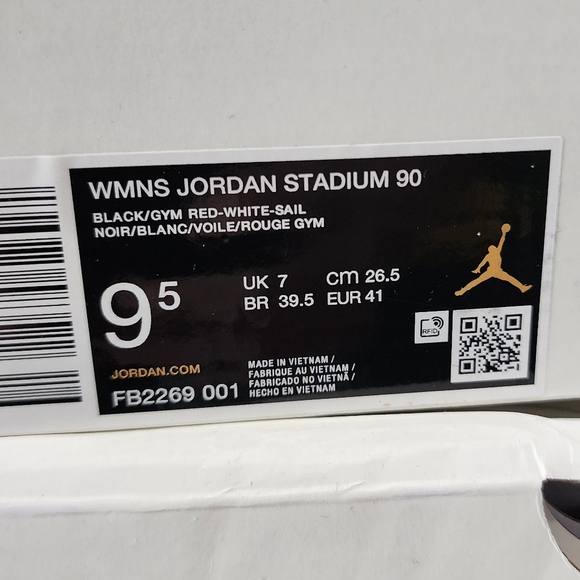 WMNS JORDAN STADIUM 90
BLACK/GYM RED-WHITE-SAIL
NOIR/BLANC/VOILE/ROUGE GYM
9 5
UK 7 cm 26.5
BR 39.5 EUR 41
RFID
JORDAN.COM
FB2269 001
MADE IN VIETNAM /
FABRIQUE AU VIETNAM /
FABRICADO NO VIETNÃ /
HECHO EN VIETNAM